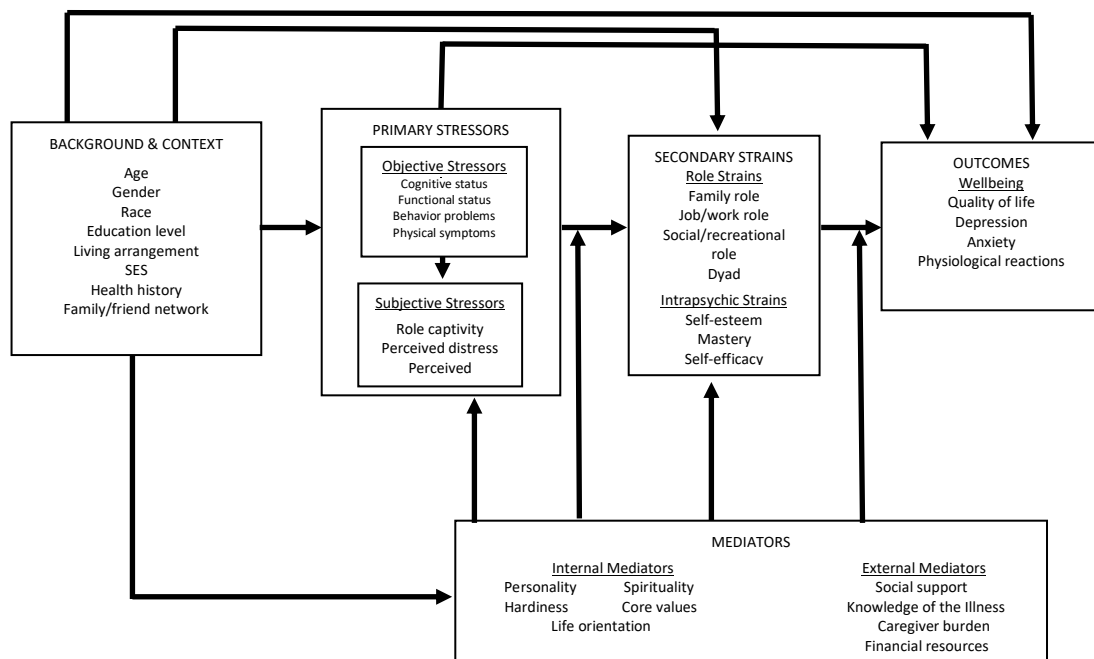 BACKGROUND & CONTEXT
Age
Gender
Race
Education level
Living arrangement
SES
Health history
Family/friend network
PRIMARY STRESSORS
Objective Stressors
Cognitive status
Functional status
Behavior problems
Physical symptoms
Subjective Stressors
Role captivity
Perceived distress
Perceived
SECONDARY STRAINS
Role Strains
Family role
Job/work role
Social/recreational
role
Dyad
Intrapsychic Strains
Self-esteem
Mastery
Self-efficacy
OUTCOMES
Wellbeing
Quality of life
Depression
Anxiety
Physiological reactions
MEDIATORS
Internal Mediators
Personality Spirituality
Hardiness Core values
Life orientation
External Mediators
Social support
Knowledge of the Illness
Caregiver burden
Financial resources